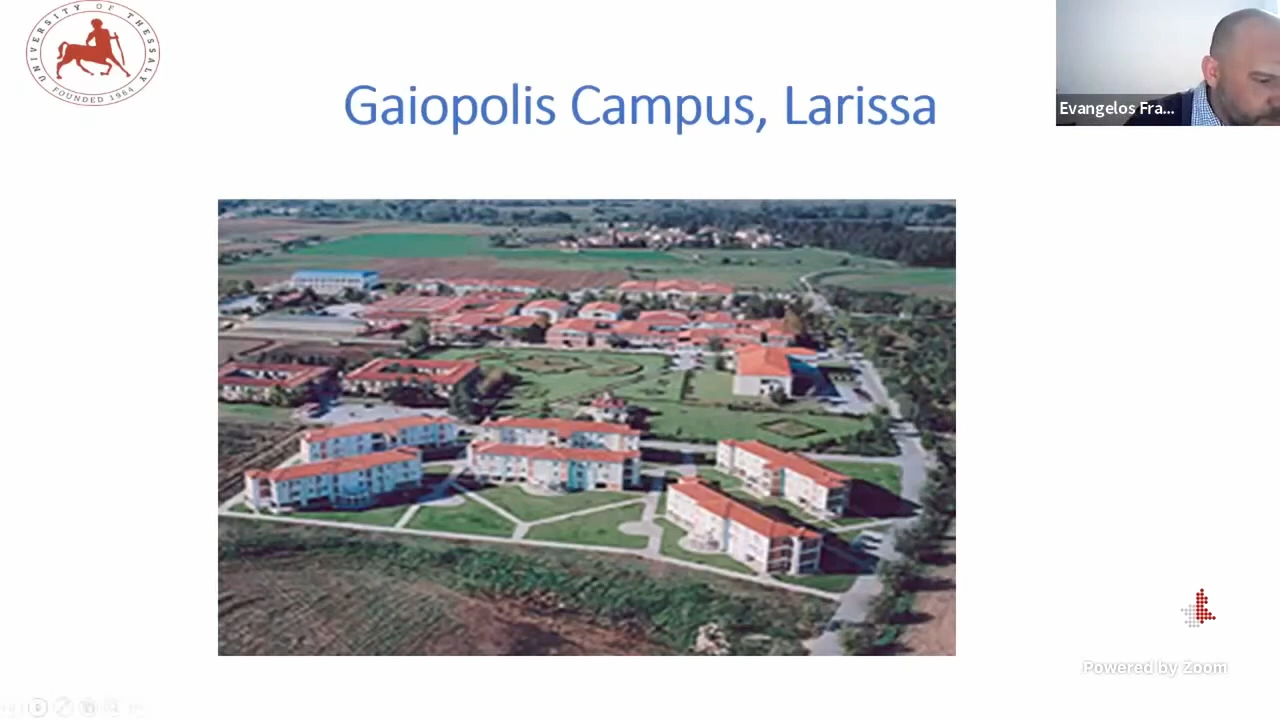 UNIVERSITY OF THESSALY
FOUNDED 1984
Gaiopolis Campus, Larissa
Evangelos Fra...
Powered by Zoom